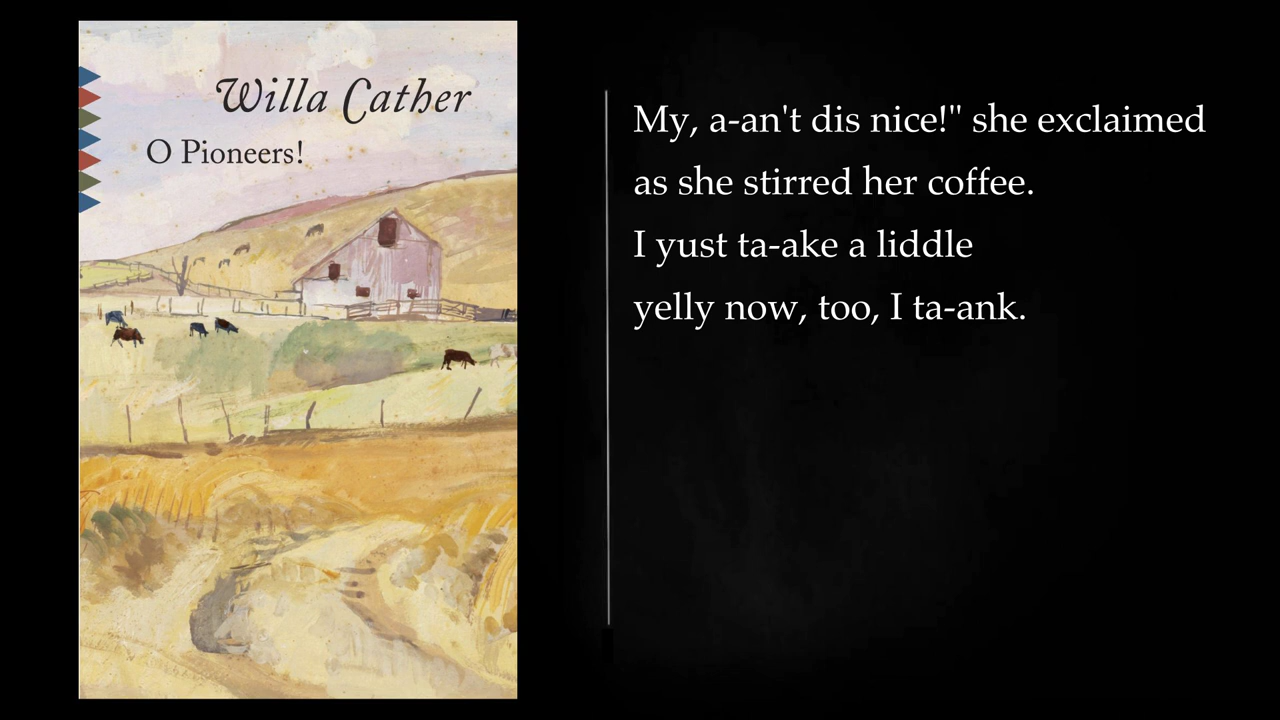 Willa Cather
O Pioneers!
My, a-an't dis nice!" she exclaimed
as she stirred her coffee.
I yust ta-ake a liddle
yelly now, too, I ta-ank.